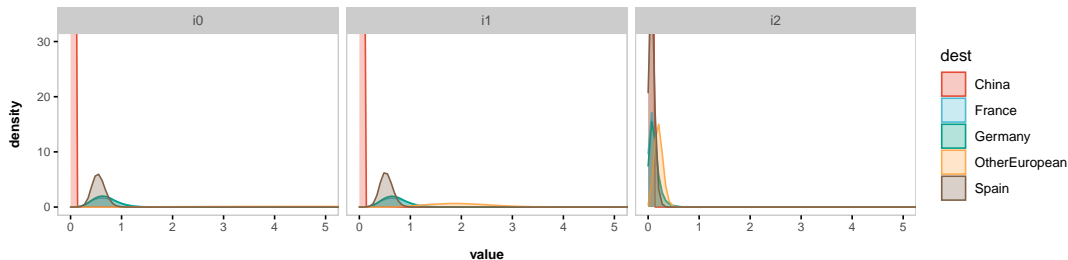 i0
i1
i2
30
20
10
0
density
0 1 2 3 4 5
0 1 2 3 4 5
0 1 2 3 4 5
value
dest
China
France
Germany
OtherEuropean
Spain